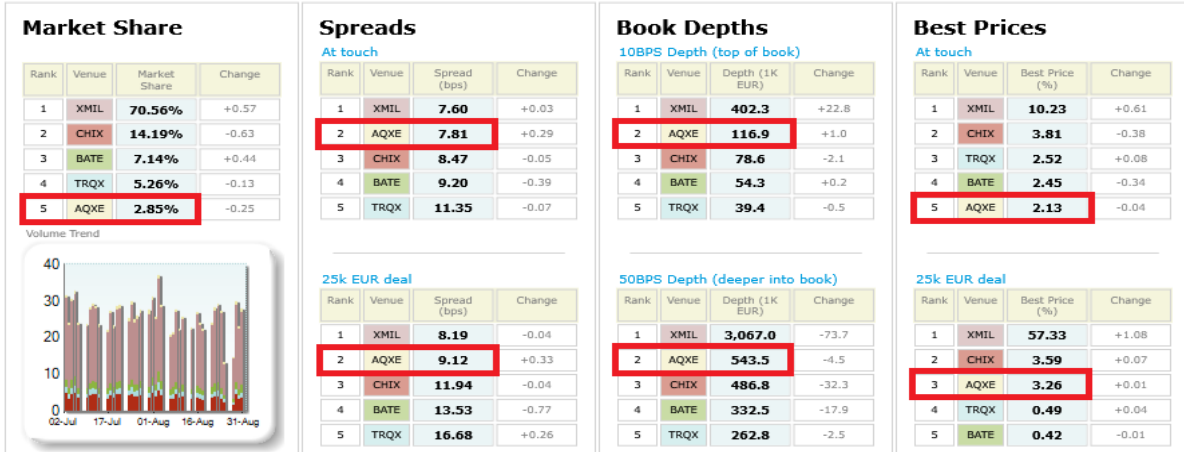 Market Share
Rank Venue Market Share Change
1 XMIL 70.56% +0.57
2 CHIX 14.19% -0.63
3 BATE 7.14% +0.44
4 TRQX 5.26% -0.13
5 AQXE 2.85% -0.25
Volume Trend
40
30
20
10
0
02-Jul 17-Jul 01-Aug 16-Aug 31-Aug
Spreads
At touch
Rank Venue Spread (bps) Change
1 XMIL 7.60 +0.03
2 AQXE 7.81 +0.29
3 CHIX 8.47 -0.05
4 BATE 9.20 -0.39
5 TRQX 11.35 -0.07
25k EUR deal
Rank Venue Spread (bps) Change
1 XMIL 8.19 -0.04
2 AQXE 9.12 +0.33
3 CHIX 11.94 -0.04
4 BATE 13.53 -0.77
5 TRQX 16.68 +0.26
Book Depths
10BPS Depth (top of book)
Rank Venue Depth (1K EUR) Change
1 XMIL 402.3 +22.8
2 AQXE 116.9 +1.0
3 CHIX 78.6 -2.1
4 BATE 54.3 +0.2
5 TRQX 39.4 -0.5
50BPS Depth (deeper into book)
Rank Venue Depth (1K EUR) Change
1 XMIL 3,067.0 -73.7
2 AQXE 543.5 -4.5
3 CHIX 486.8 -32.3
4 BATE 332.5 -17.9
5 TRQX 262.8 -2.5
Best Prices
At touch
Rank Venue Best Price (%) Change
1 XMIL 10.23 +0.61
2 CHIX 3.81 -0.38
3 TRQX 2.52 +0.08
4 BATE 2.45 -0.34
5 AQXE 2.13 -0.04
25k EUR deal
Rank Venue Best Price (%) Change
1 XMIL 57.33 +1.08
2 CHIX 3.59 +0.07
3 AQXE 3.26 +0.01
4 TRQX 0.49 +0.04
5 BATE 0.42 -0.01